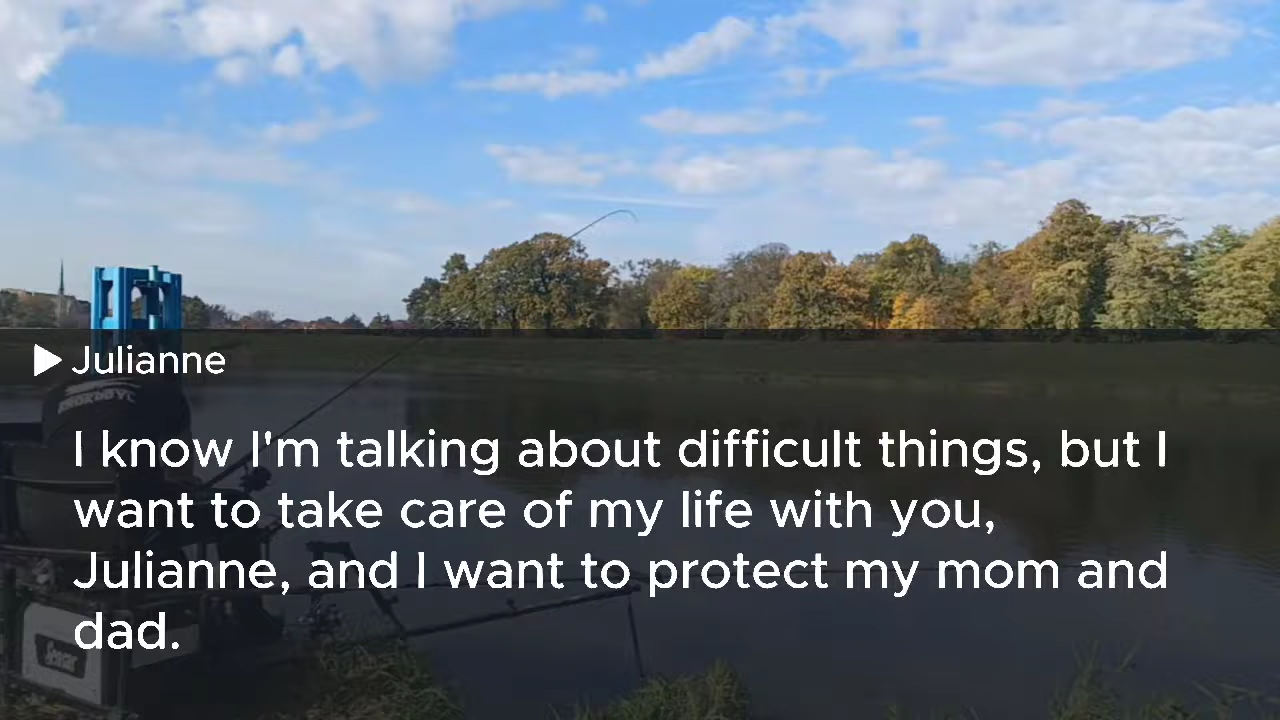 Julianne
I know I'm talking about difficult things, but I
want to take care of my life with you,
Julianne, and I want to protect my mom and
dad.